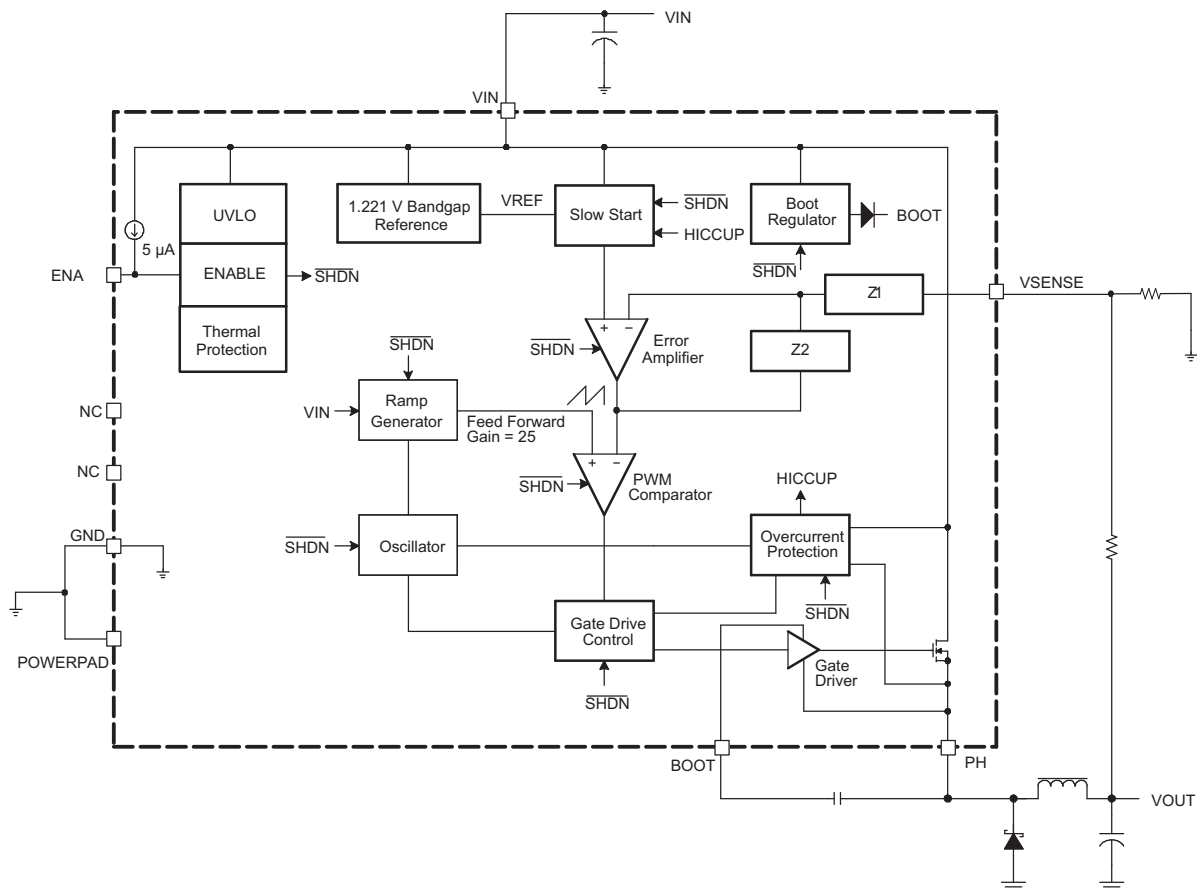 VIN
VIN
UVLO
1.221 V Bandgap
Reference
VREF
Slow Start
SHDN
HICCUP
Boot
Regulator
BOOT
5 µA
ENA
ENABLE
SHDN
SHDN
Z1
VSENSE
Thermal
Protection
SHDN
+ −
Error
Amplifier
Z2
SHDN
NC
VIN
Ramp
Generator
Feed Forward
Gain = 25
NC
SHDN
+ −
PWM
Comparator
HICCUP
GND
SHDN
Oscillator
Overcurrent
Protection
SHDN
Gate Drive
Control
POWERPAD
Gate
Driver
SHDN
BOOT
PH
VOUT